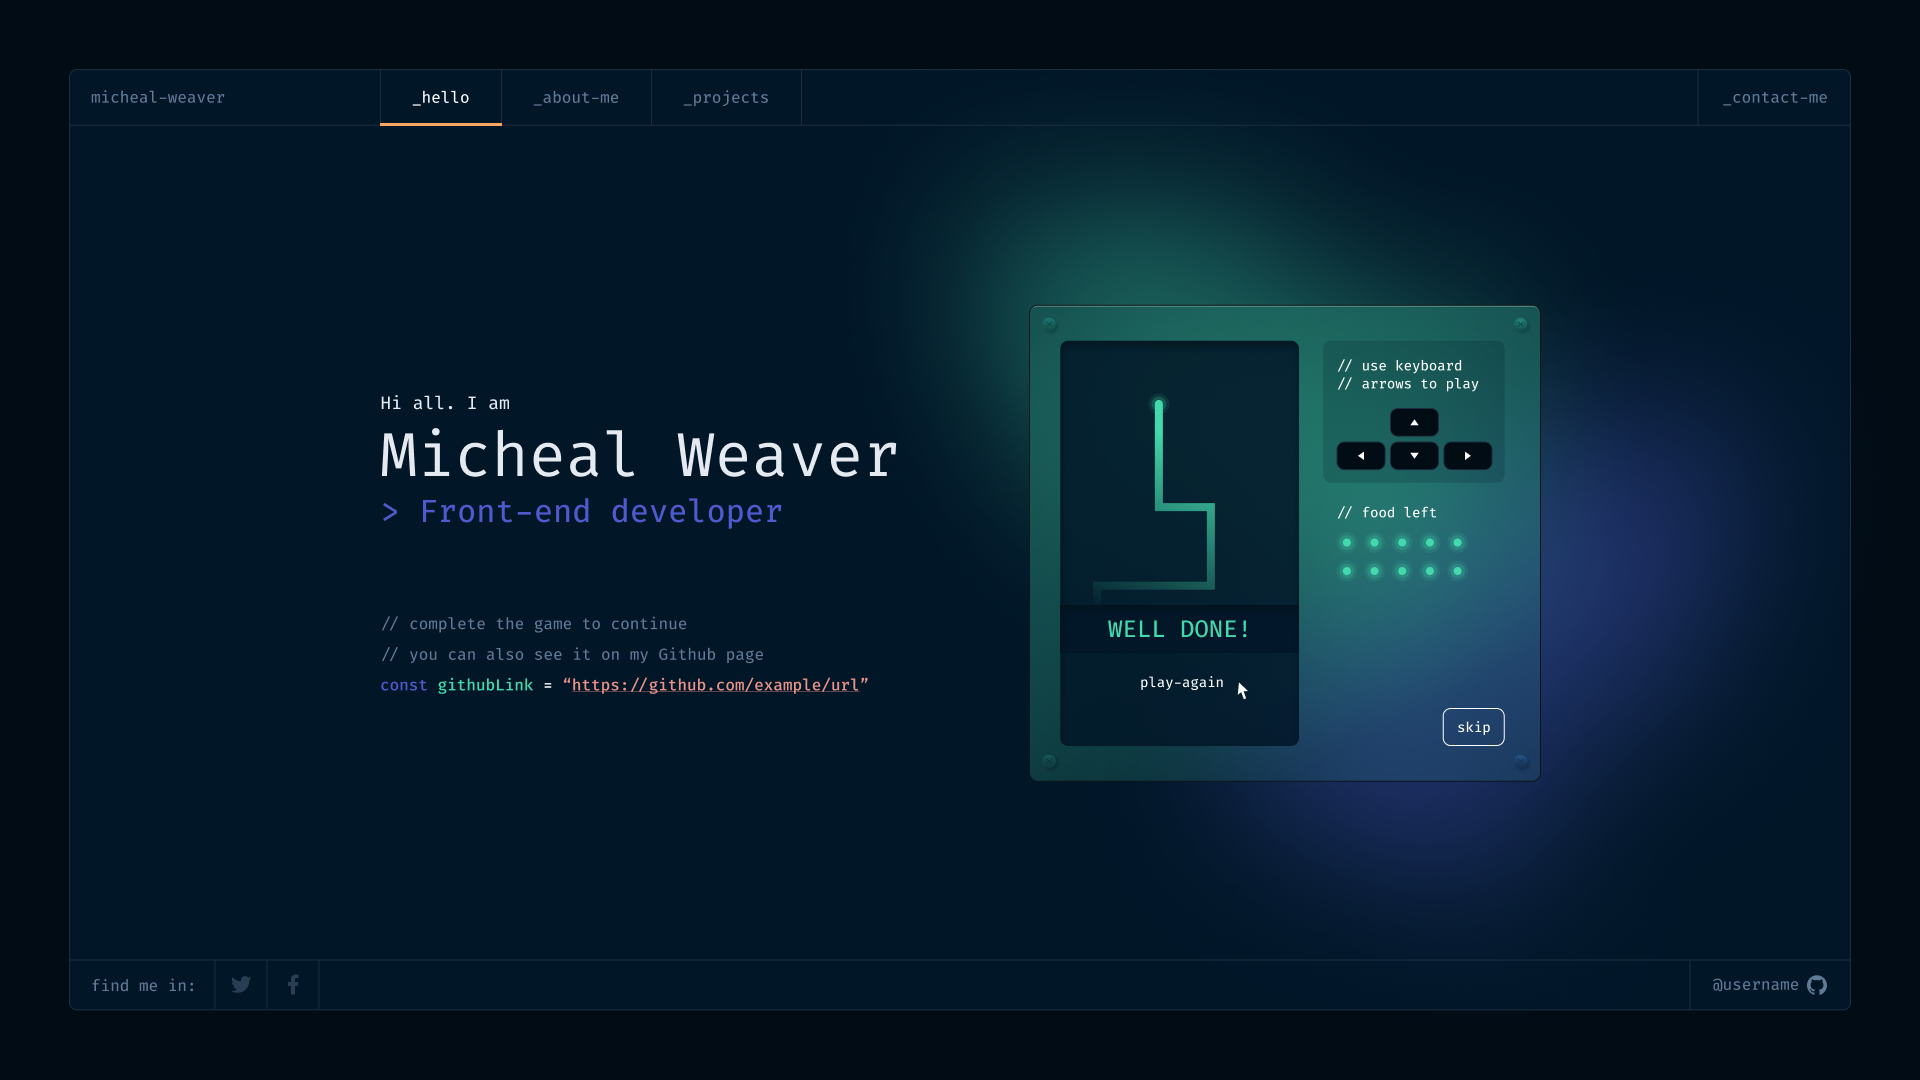 micheal-weaver
_hello
_about-me
_projects
_contact-me
Hi all. I am
Micheal Weaver
> Front-end developer
// complete the game to continue
// you can also see it on my Github page
const githubLink = “https://github.com/example/url”
WELL DONE!
play-again
// use keyboard
// arrows to play
// food left
skip
find me in:
@username